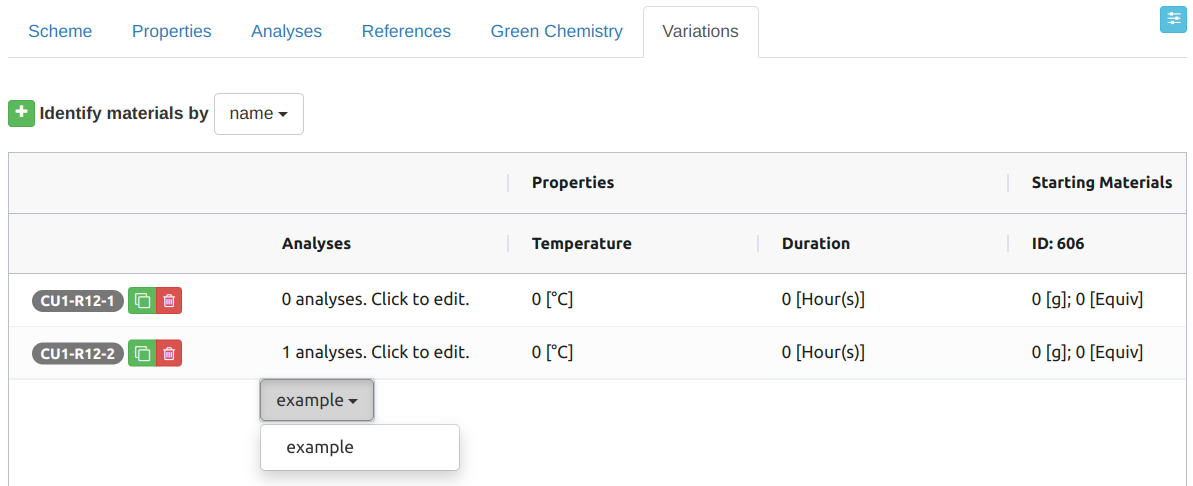 Scheme Properties Analyses References Green Chemistry Variations
Identify materials by name
Properties Starting Materials
Analyses Temperature Duration ID: 606
CU1-R12-1 0 analyses. Click to edit. 0 [°C] 0 [Hour(s)] 0 [g]; 0 [Equiv]
CU1-R12-2 1 analyses. Click to edit. 0 [°C] 0 [Hour(s)] 0 [g]; 0 [Equiv]
example
example